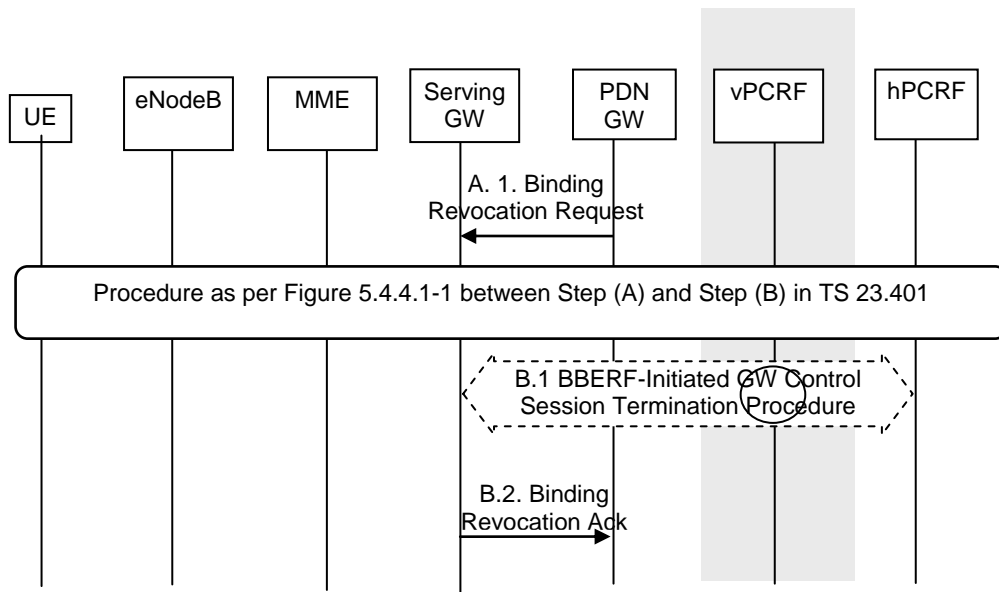 UE
eNodeB
MME
Serving
GW
PDN
GW
vPCRF
hPCRF
A. 1. Binding
Revocation Request
Procedure as per Figure 5.4.4.1-1 between Step (A) and Step (B) in TS 23.401
B.1 BBERF-Initiated GW Control
Session Termination Procedure
B.2. Binding
Revocation Ack